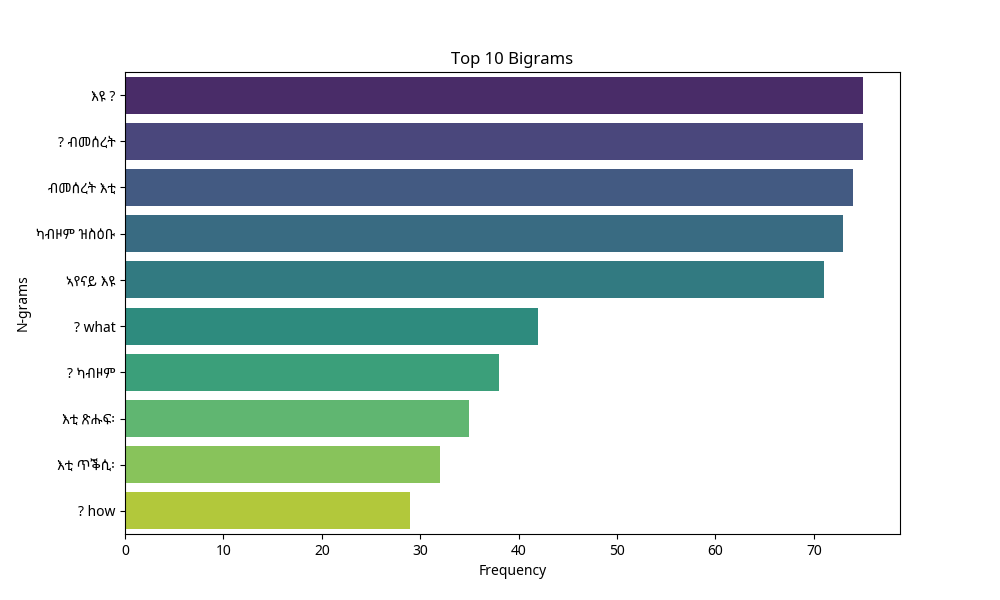 Top 10 Bigrams
እዩ ?
? ብመሰረት
ብመሰረት እቲ
ካብዞም ዝስዕቡ
ኣየናይ እዩ
? what
? ካብዞም
እቲ ጽሑፍ፡
እቲ ጥቕሲ፡
? how
N-grams
0 10 20 30 40 50 60 70
Frequency